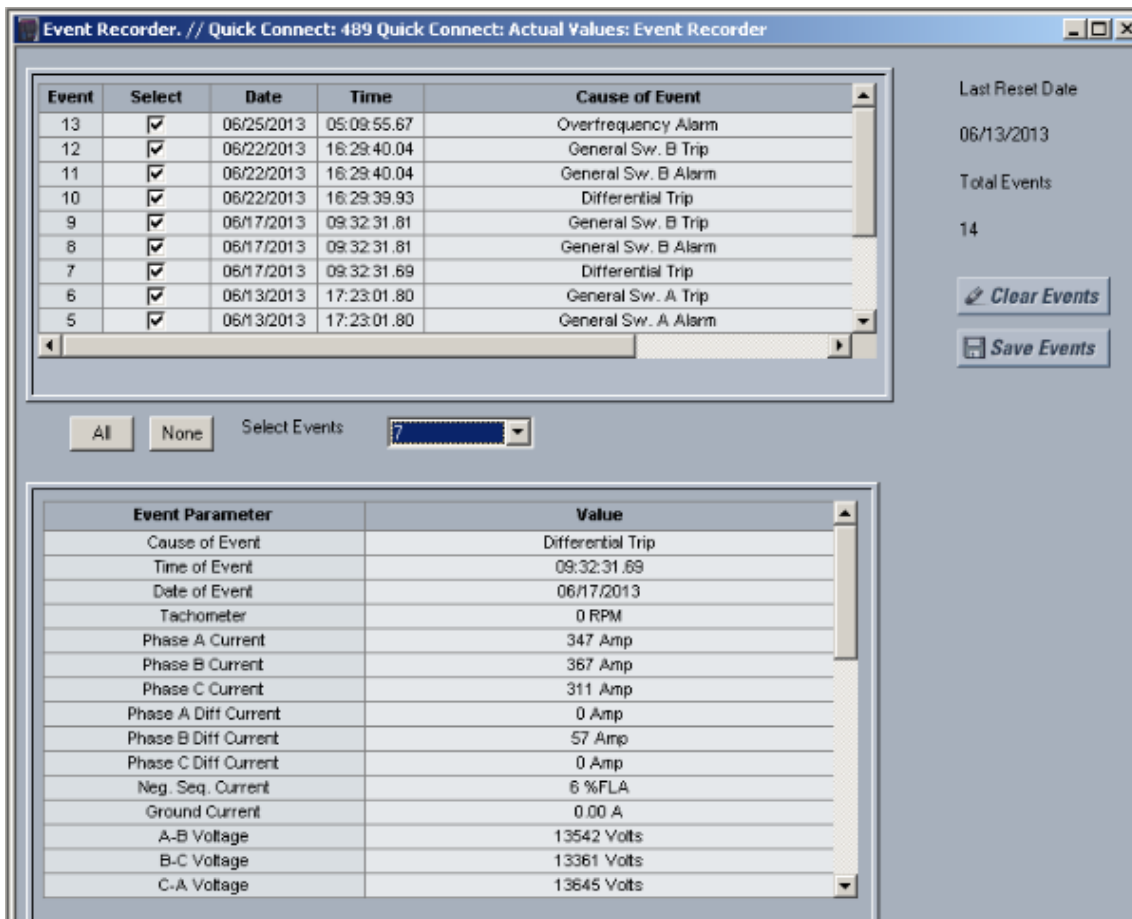 Event Recorder. // Quick Connect: 489 Quick Connect: Actual Values: Event Recorder
Event Select Date Time Cause of Event
13 06/25/2013 05:09:55.67 Overfrequency Alarm
12 06/22/2013 16:29:40.04 General Sw. B Trip
11 06/22/2013 16:29:40.04 General Sw. B Alarm
10 06/22/2013 16:29:39.93 Differential Trip
9 06/17/2013 09:32:31.81 General Sw. B Trip
8 06/17/2013 09:32:31.81 General Sw. B Alarm
7 06/17/2013 09:32:31.69 Differential Trip
6 06/13/2013 17:23:01.80 General Sw. A Trip
5 06/13/2013 17:23:01.80 General Sw. A Alarm
Last Reset Date
06/13/2013
Total Events
14
Clear Events
Save Events
All None Select Events 7
Event Parameter Value
Cause of Event Differential Trip
Time of Event 09:32:31.69
Date of Event 06/17/2013
Tachometer 0 RPM
Phase A Current 347 Amp
Phase B Current 367 Amp
Phase C Current 311 Amp
Phase A Diff Current 0 Amp
Phase B Diff Current 57 Amp
Phase C Diff Current 0 Amp
Neg. Seq. Current 6 %FLA
Ground Current 0.00 A
A-B Voltage 13542 Volts
B-C Voltage 13361 Volts
C-A Voltage 13645 Volts